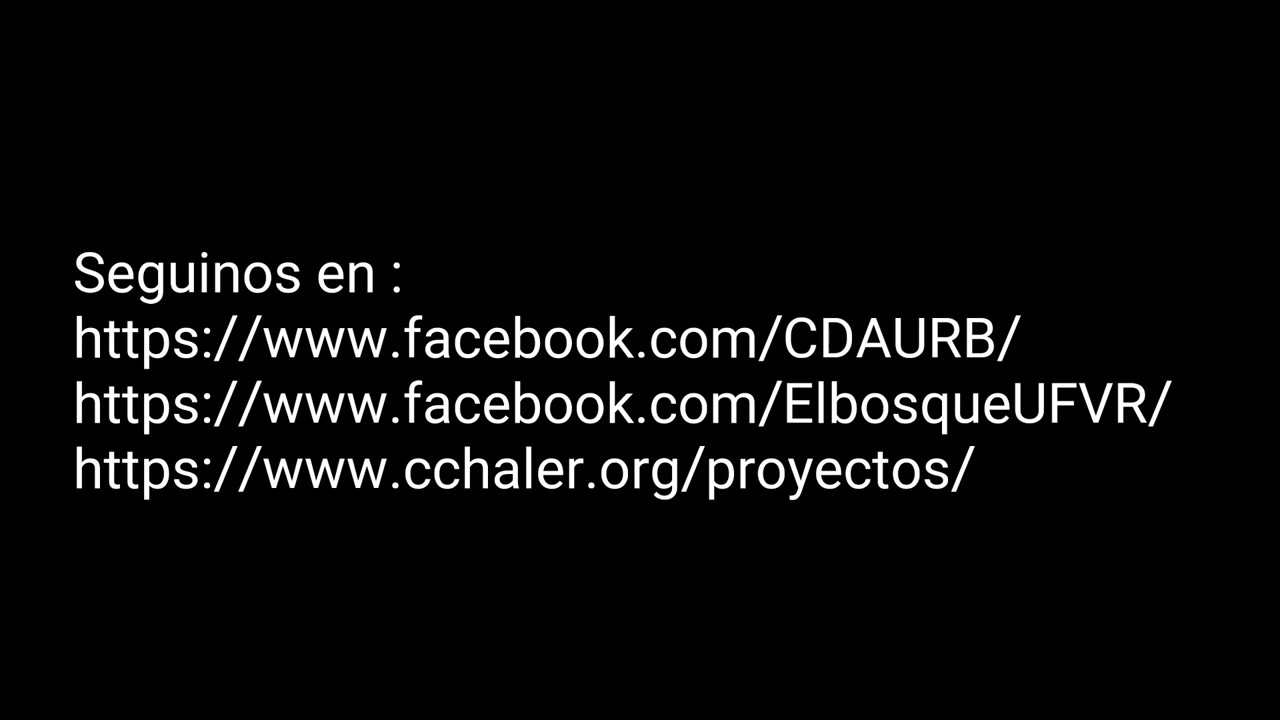 Seguinos en :
https://www.facebook.com/CDAURB/
https://www.facebook.com/ElbosqueUFVR/
https://www.cchaler.org/proyectos/